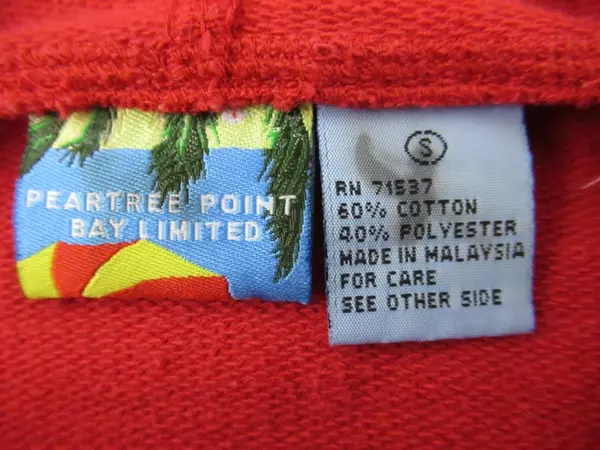 PEARTREE POINT
BAY LIMITED
S
RN 71537
60% COTTON
40% POLYESTER
MADE IN MALAYSIA
FOR CARE
SEE OTHER SIDE